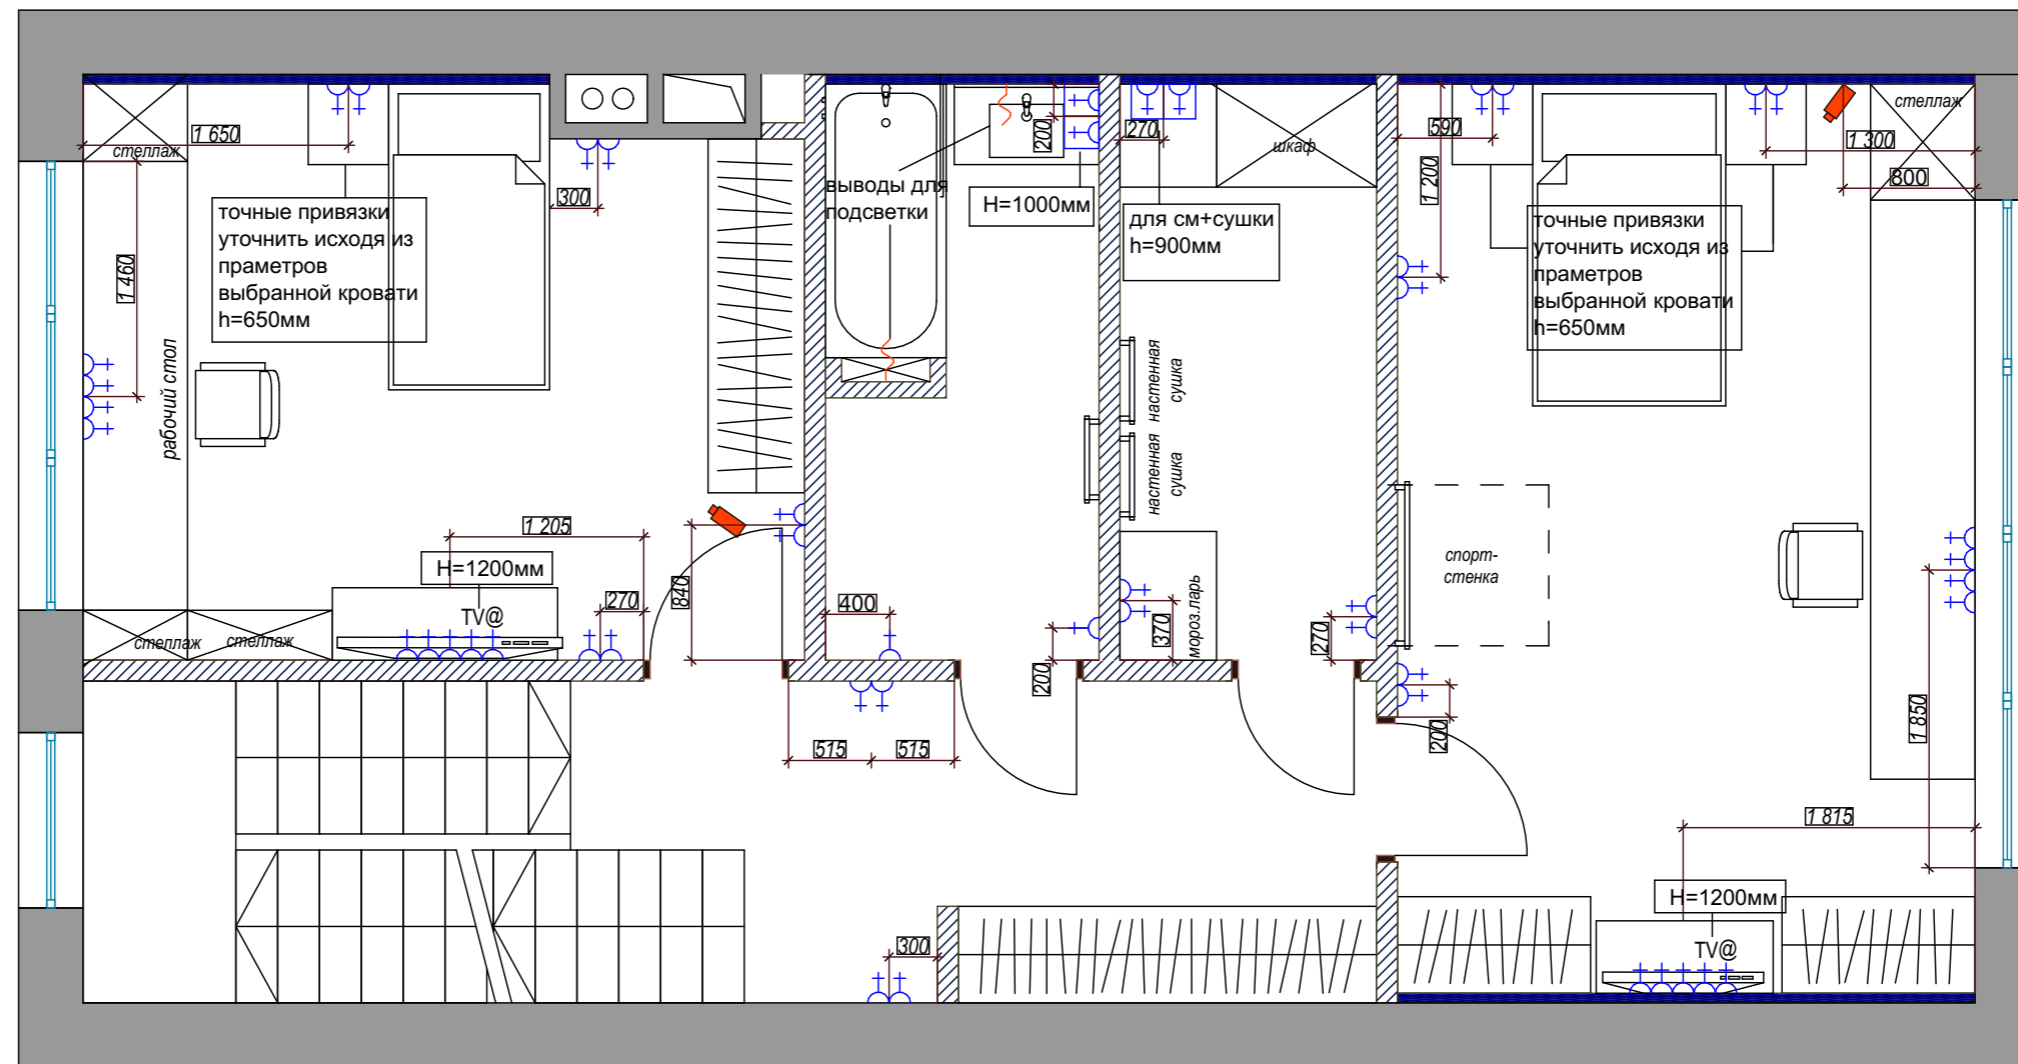 стеллаж
1 650
300
1 460
точные привязки
уточнить исходя из
праметров
выбранной кровати
h=650мм
рабочий стол
1 205
H=1200мм
TV@
270
840
стеллаж
стеллаж
выводы для
подсветки
200
H=1000мм
270
для см+сушки
h=900мм
шкаф
настенная
сушка
настенная
сушка
мороз.ларь
370
400
200
270
515
515
300
590
1 200
1 300
800
стеллаж
точные привязки
уточнить исходя из
праметров
выбранной кровати
h=650мм
спорт-
стенка
200
1 850
1 815
H=1200мм
TV@